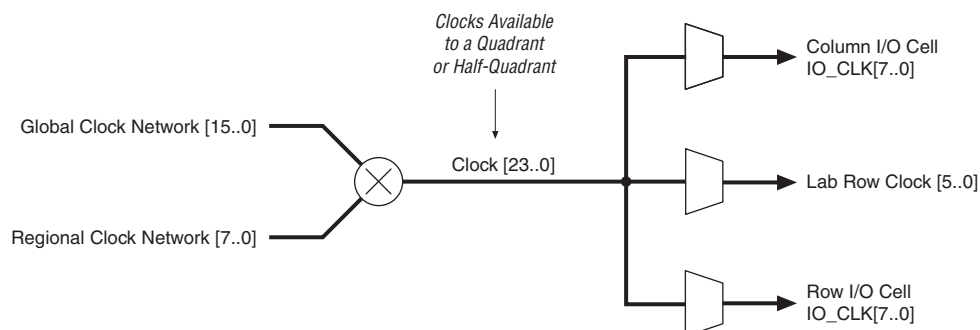 Clocks Available
to a Quadrant
or Half-Quadrant
Column I/O Cell
IO_CLK[7..0]
Global Clock Network [15..0]
Clock [23..0]
Lab Row Clock [5..0]
Regional Clock Network [7..0]
Row I/O Cell
IO_CLK[7..0]